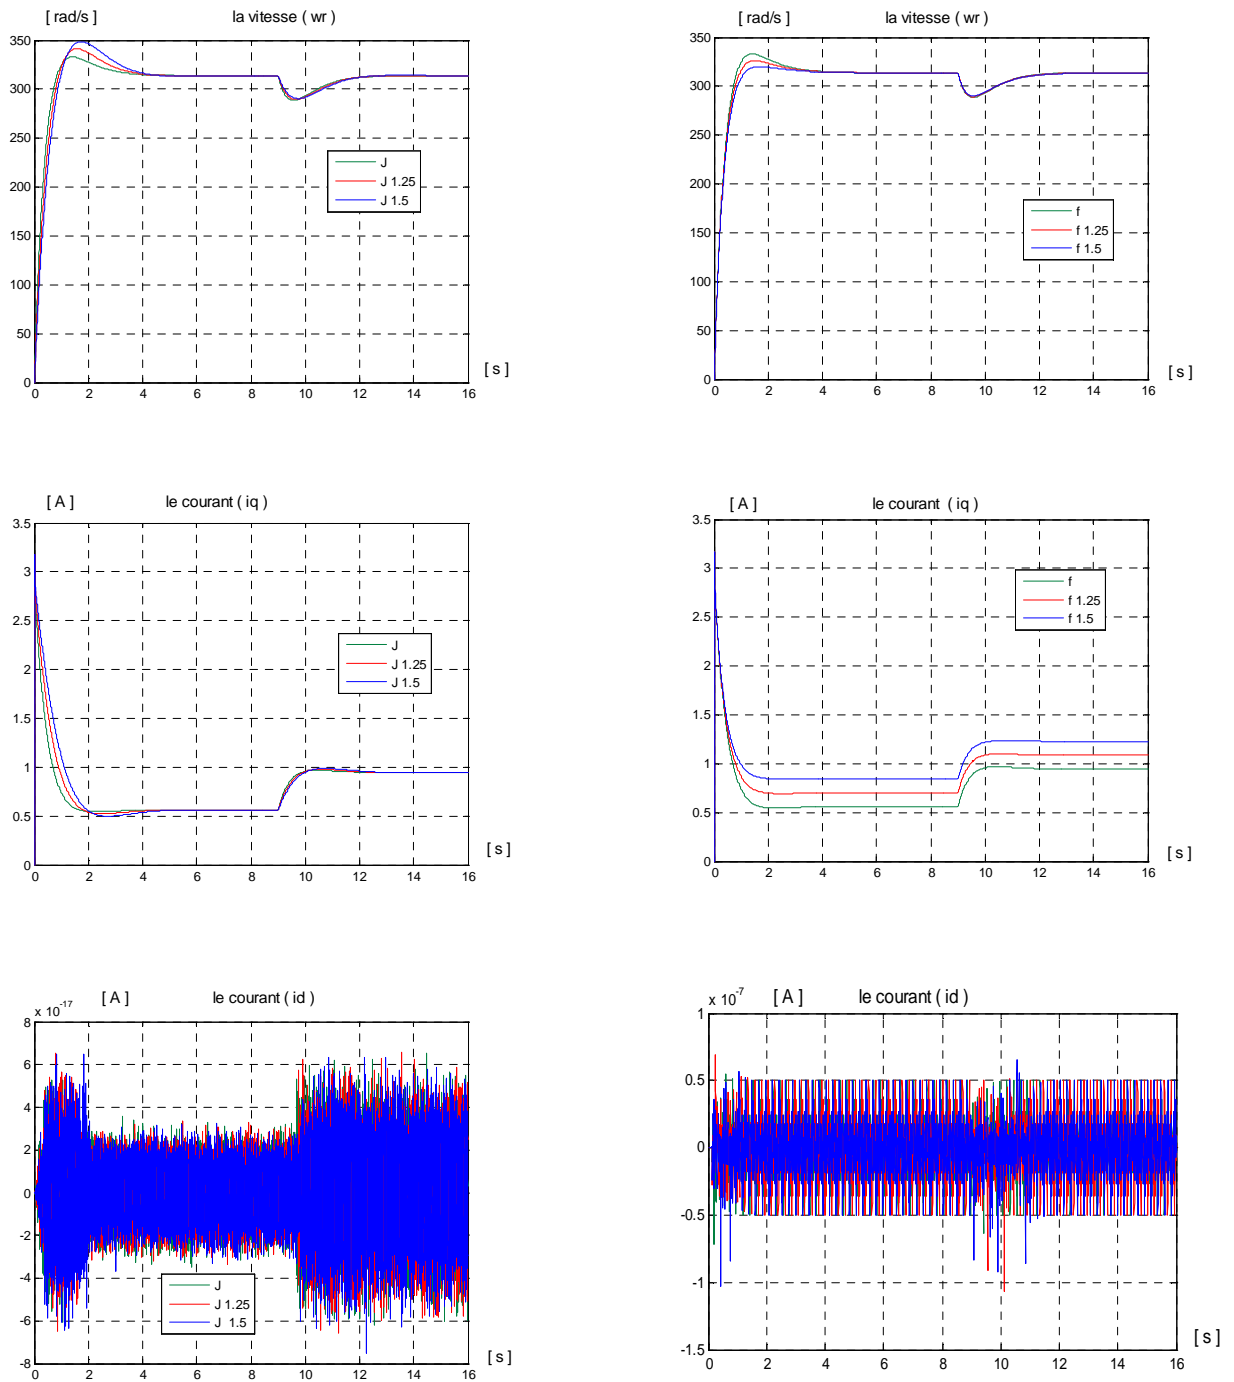 [ rad/s ] la vitesse ( wr )
350
300
250
200
150
100
50
0
0 2 4 6 8 10 12 14 16
[ s ]
J
J 1.25
J 1.5
[ rad/s ] la vitesse ( wr )
350
300
250
200
150
100
50
0
0 2 4 6 8 10 12 14 16
[ s ]
f
f 1.25
f 1.5
[ A ] le courant ( iq )
3.5
3
2.5
2
1.5
1
0.5
0
0 2 4 6 8 10 12 14 16
[ s ]
J
J 1.25
J 1.5
[ A ] le courant ( iq )
3.5
3
2.5
2
1.5
1
0.5
0
0 2 4 6 8 10 12 14 16
[ s ]
f
f 1.25
f 1.5
x 10-17 [ A ] le courant ( id )
8
6
4
2
0
-2
-4
-6
-8
0 2 4 6 8 10 12 14 16
[ s ]
J
J 1.25
J 1.5
x 10-7 [ A ] le courant ( id )
1
0.5
0
-0.5
-1
-1.5
0 2 4 6 8 10 12 14 16
[ s ]